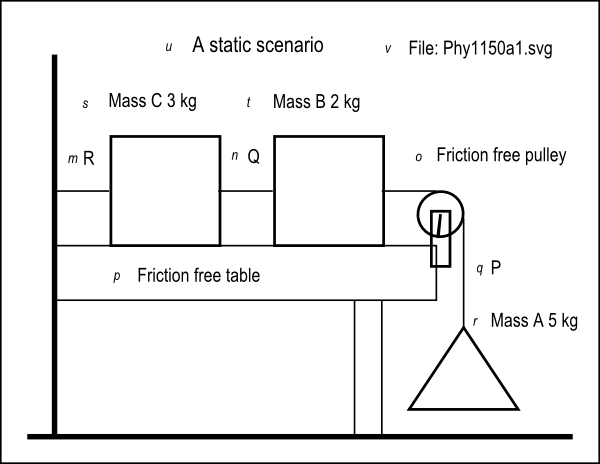 u A static scenario v File: Phy1150a1.svg
s Mass C 3 kg t Mass B 2 kg
m R n Q o Friction free pulley
p Friction free table q P
r Mass A 5 kg